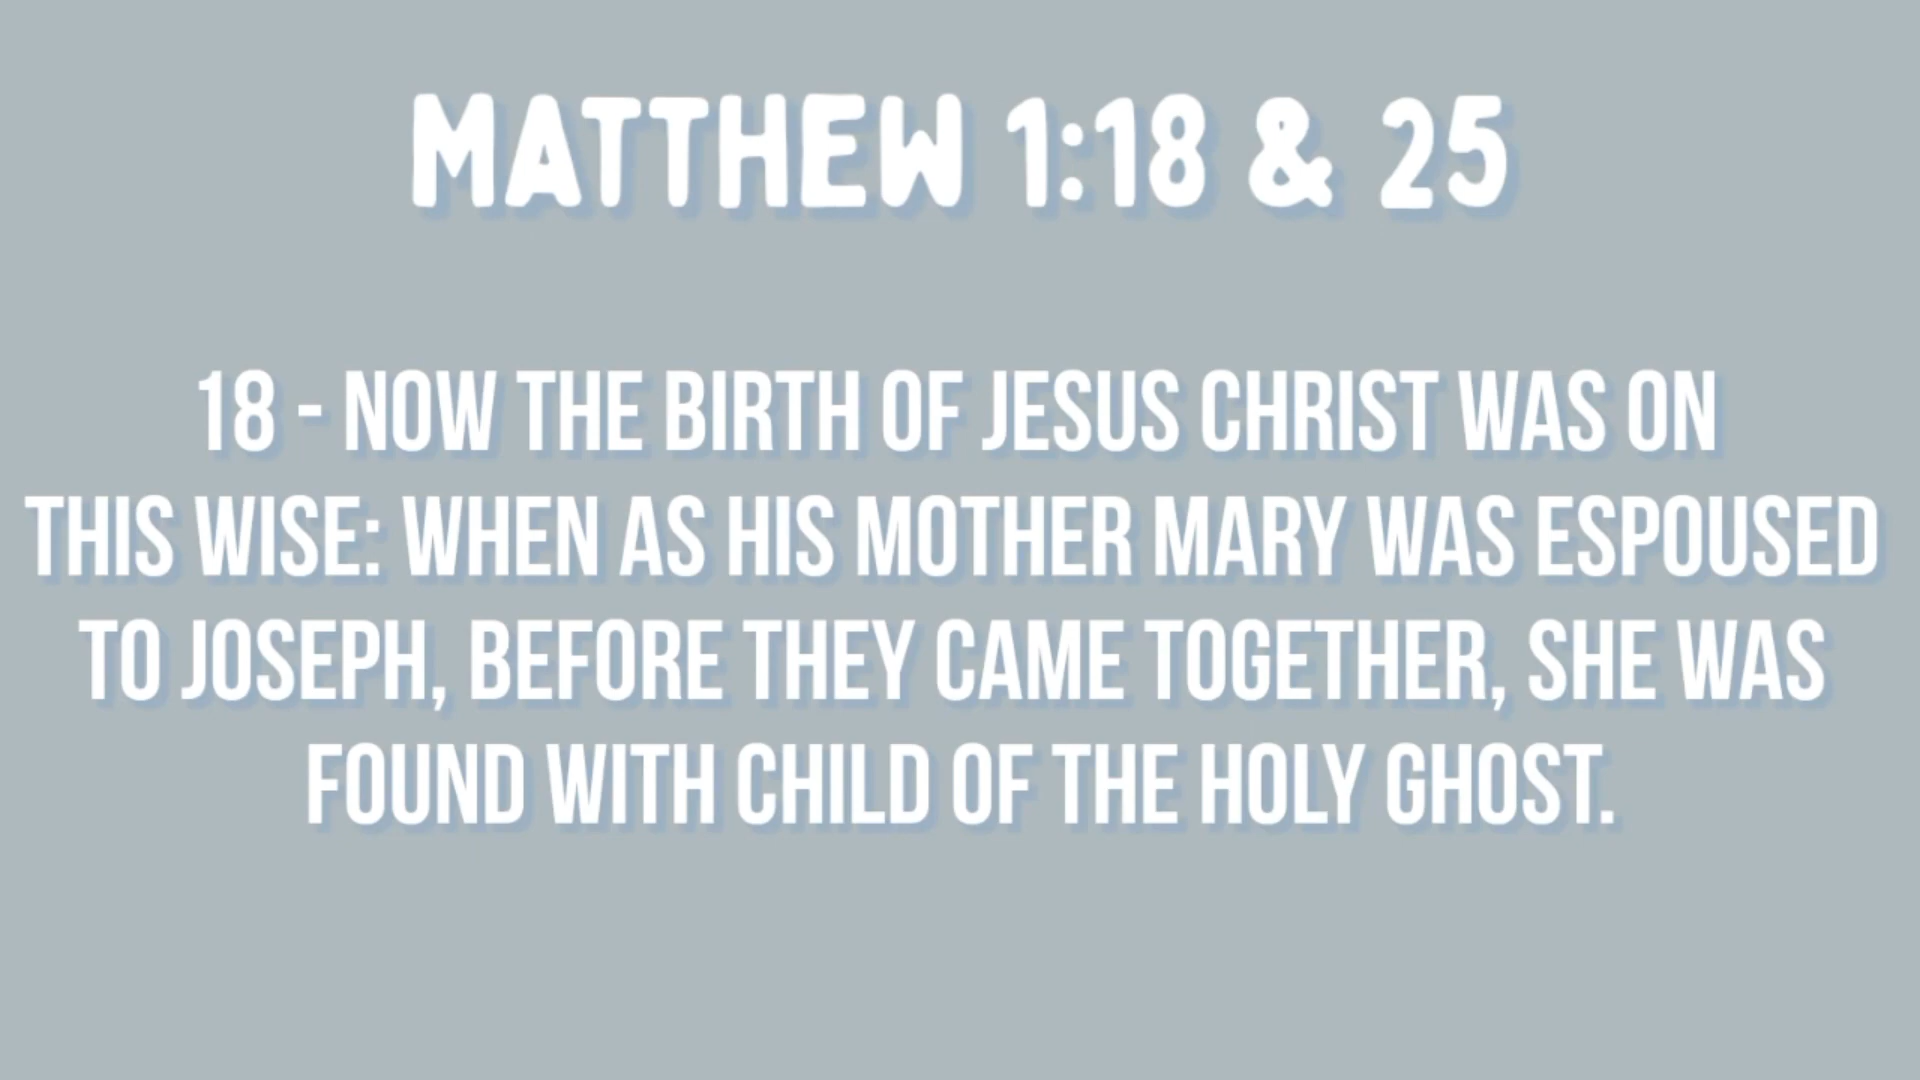 MATTHEW 1:18 & 25
18 - NOW THE BIRTH OF JESUS CHRIST WAS ON
THIS WISE: WHEN AS HIS MOTHER MARY WAS ESPOUSED
TO JOSEPH, BEFORE THEY CAME TOGETHER, SHE WAS
FOUND WITH CHILD OF THE HOLY GHOST.